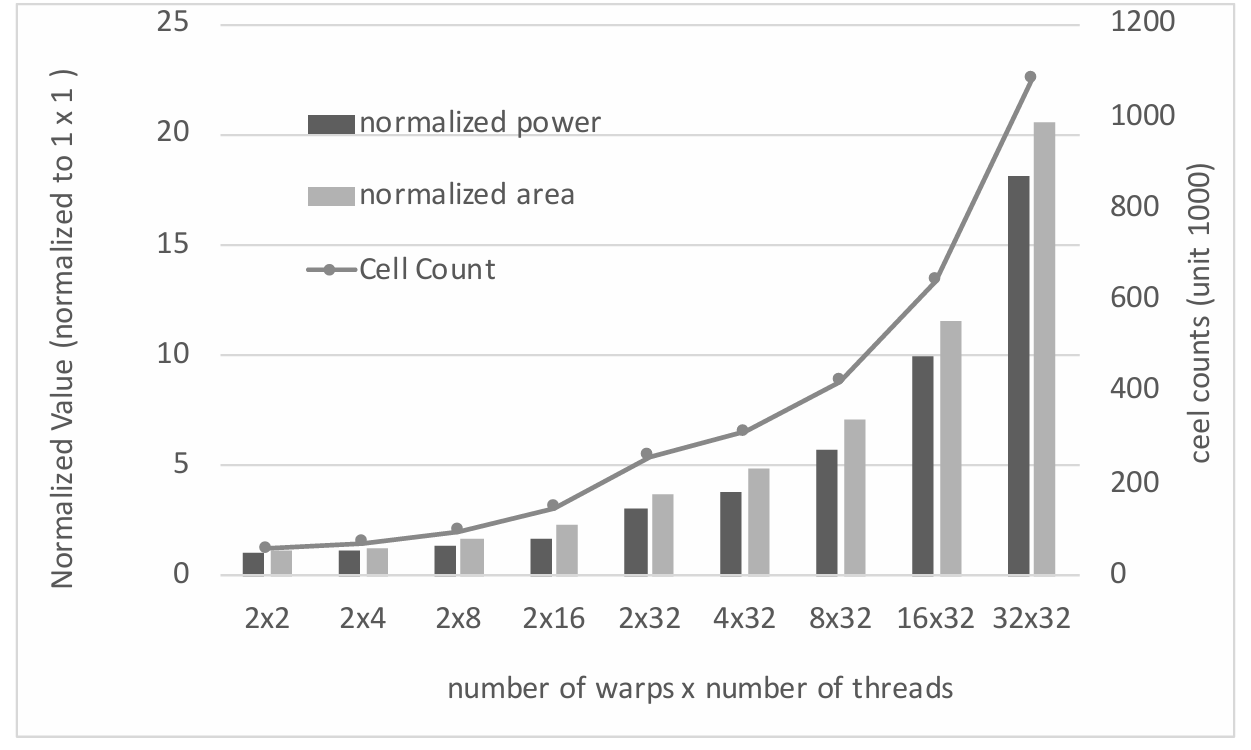 Normalized Value (normalized to 1 x 1 )
25
20
15
10
5
0
normalized power
normalized area
Cell Count
1200
1000
800
600
400
200
0
ceel counts (unit 1000)
2x2 2x4 2x8 2x16 2x32 4x32 8x32 16x32 32x32
number of warps x number of threads